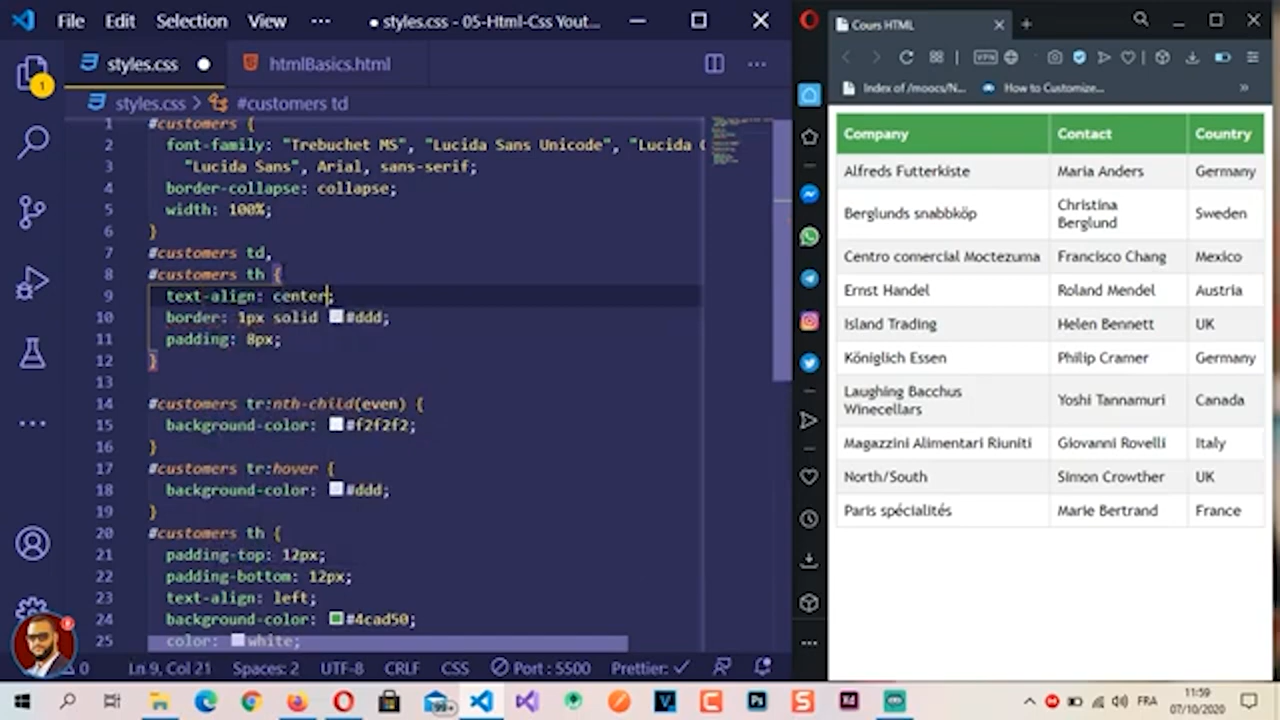 File Edit Selection View ··· ● styles.css - 05-Html-Css Yout...
styles.css ● htmlBasics.html
styles.css > #customers td
1 #customers {
2 font-family: "Trebuchet MS", "Lucida Sans Unicode", "Lucida G
3 "Lucida Sans", Arial, sans-serif;
4 border-collapse: collapse;
5 width: 100%;
6 }
7 #customers td,
8 #customers th {
9 text-align: center;
10 border: 1px solid #ddd;
11 padding: 8px;
12 }
13
14 #customers tr:nth-child(even) {
15 background-color: #f2f2f2;
16 }
17 #customers tr:hover {
18 background-color: #ddd;
19 }
20 #customers th {
21 padding-top: 12px;
22 padding-bottom: 12px;
23 text-align: left;
24 background-color: #4cad50;
25 color: white;
1
0 Ln 9, Col 21 Spaces: 2 UTF-8 CRLF CSS Port : 5500 Prettier: ✓
Cours HTML
VPN
Index of /moocs/N... How to Customize... »
Company Contact Country
Alfreds Futterkiste Maria Anders Germany
Berglunds snabbköp Christina Berglund Sweden
Centro comercial Moctezuma Francisco Chang Mexico
Ernst Handel Roland Mendel Austria
Island Trading Helen Bennett UK
Königlich Essen Philip Cramer Germany
Laughing Bacchus Winecellars Yoshi Tannamuri Canada
Magazzini Alimentari Riuniti Giovanni Rovelli Italy
North/South Simon Crowther UK
Paris spécialités Marie Bertrand France
99+ V C Ps S Xd FRA 11:59
07/10/2020